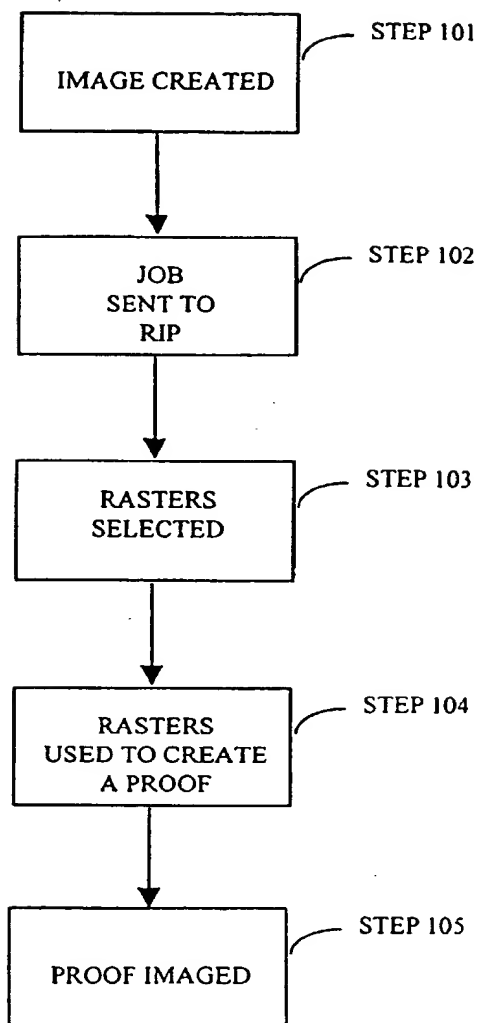 IMAGE CREATED
STEP 101
JOB
SENT TO
RIP
STEP 102
RASTERS
SELECTED
STEP 103
RASTERS
USED TO CREATE
A PROOF
STEP 104
PROOF IMAGED
STEP 105